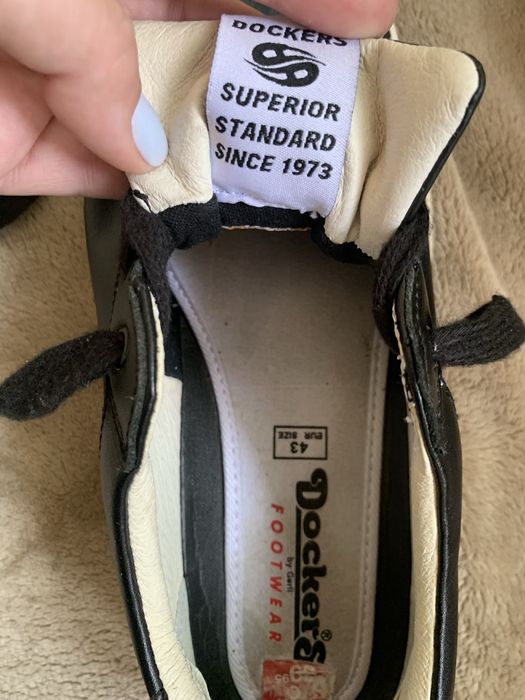 DOCKERS
SUPERIOR
STANDARD
SINCE 1973
EUR SIZE
43
Dockers®
by Gerli
FOOTWEAR